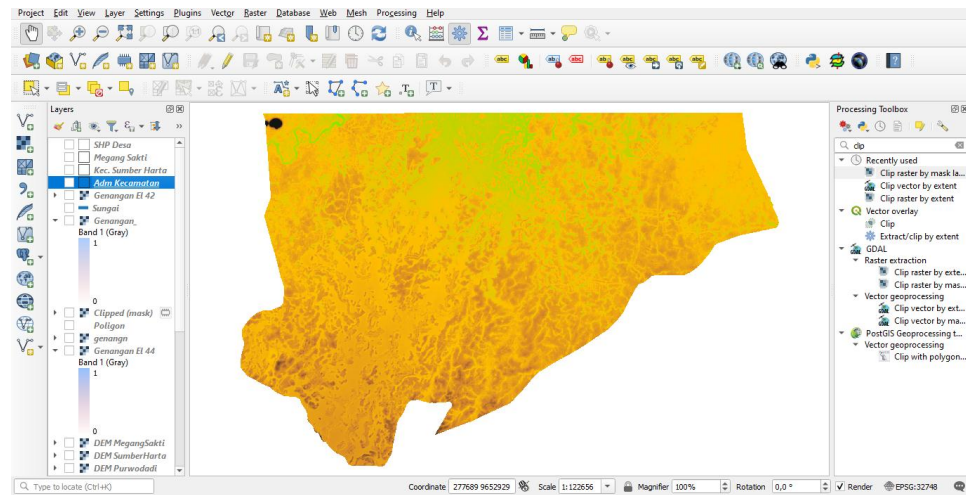 Project Edit View Layer Settings Plugins Vector Raster Database Web Mesh Processing Help
Layers
SHP Desa
Megang Sakti
Kec. Sumber Harta
Adm Kecamatan
Genangan El 42
Sungai
Genangan_
Band 1 (Gray)
1
0
Clipped (mask)
Poligon
genangn
Genangan El 44
Band 1 (Gray)
1
0
DEM MegangSakti
DEM SumberHarta
DEM Purwodadi
Processing Toolbox
clip
Recently used
Clip raster by mask la...
Clip vector by extent
Clip raster by extent
Vector overlay
Clip
Extract/clip by extent
GDAL
Raster extraction
Clip raster by exte...
Clip raster by mas...
Vector geoprocessing
Clip vector by ext...
Clip vector by ma...
PostGIS Geoprocessing t...
Vector geoprocessing
Clip with polygon...
Type to locate (Ctrl+K) Coordinate 277689 9652929 Scale 1:122656 Magnifier 100% Rotation 0,0 ° Render EPSG:32748